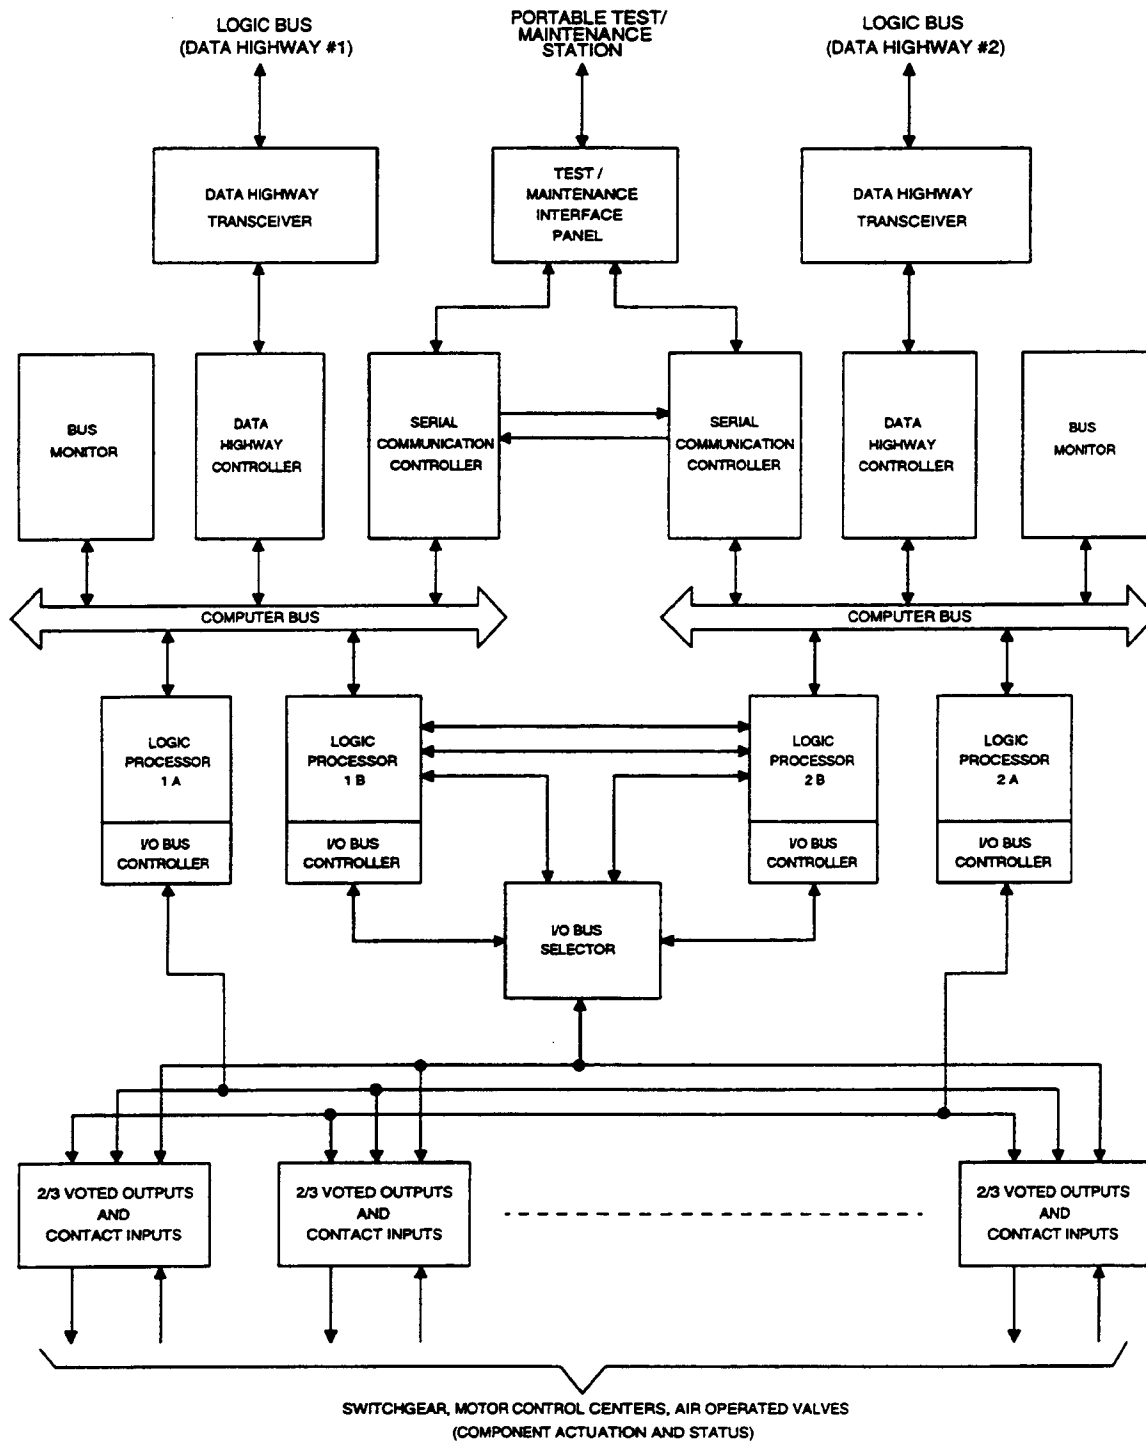 LOGIC BUS
(DATA HIGHWAY #1)
PORTABLE TEST/
MAINTENANCE
STATION
LOGIC BUS
(DATA HIGHWAY #2)
DATA HIGHWAY
TRANSCEIVER
TEST /
MAINTENANCE
INTERFACE
PANEL
DATA HIGHWAY
TRANSCEIVER
BUS
MONITOR
DATA
HIGHWAY
CONTROLLER
SERIAL
COMMUNICATION
CONTROLLER
SERIAL
COMMUNICATION
CONTROLLER
DATA
HIGHWAY
CONTROLLER
BUS
MONITOR
COMPUTER BUS
COMPUTER BUS
LOGIC
PROCESSOR
1 A
LOGIC
PROCESSOR
1 B
LOGIC
PROCESSOR
2 B
LOGIC
PROCESSOR
2 A
I/O BUS
CONTROLLER
I/O BUS
CONTROLLER
I/O BUS
CONTROLLER
I/O BUS
CONTROLLER
I/O BUS
SELECTOR
2/3 VOTED OUTPUTS
AND
CONTACT INPUTS
2/3 VOTED OUTPUTS
AND
CONTACT INPUTS
2/3 VOTED OUTPUTS
AND
CONTACT INPUTS
SWITCHGEAR, MOTOR CONTROL CENTERS, AIR OPERATED VALVES
(COMPONENT ACTUATION AND STATUS)